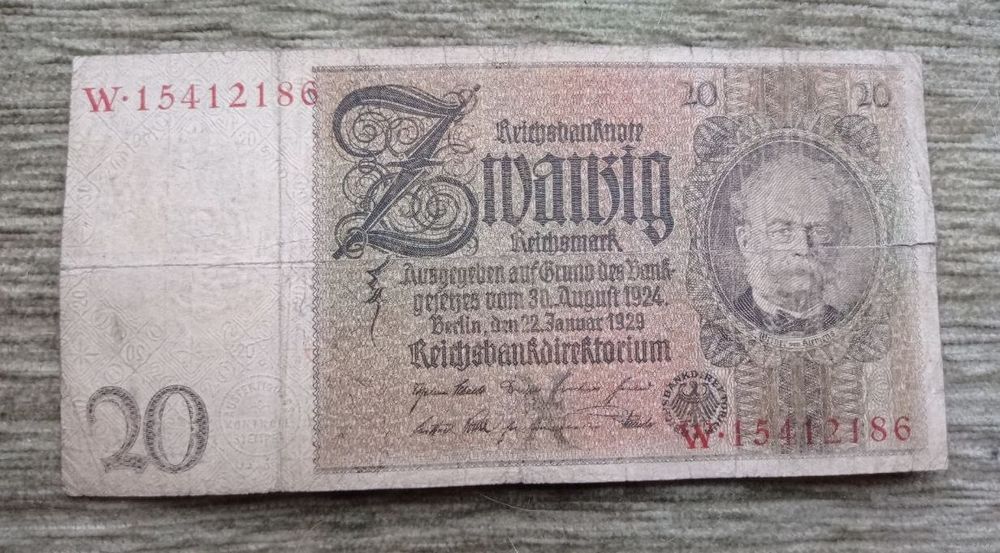 W·15412186
20
20
Reichsbanknote
Zwanzig
Reichsmark
Ausgegeben auf Grund des Bank-
gesetzes vom 30. August 1924.
Berlin, den 22. Januar 1929
Reichsbankdirektorium
20
W·15412186